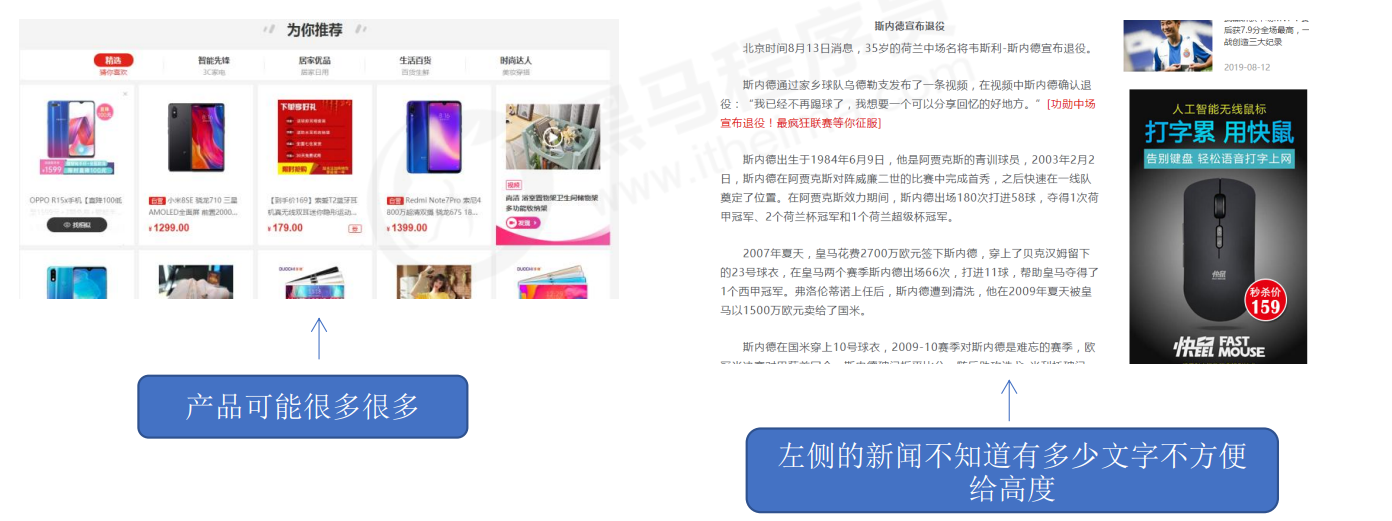 为你推荐
精选
猜你喜欢
智能先锋
3C家电
居家优品
居家日用
生活百货
百货生鲜
时尚达人
美妆穿搭
下单多好礼
限时抢购
¥1599
OPPO R15x手机【直降100低
找相似
自营 小米8SE 骁龙710 三星
AMOLED全面屏 前置2000...
¥ 1299.00
【到手价169】索爱T2蓝牙耳
机真无线双耳迷你隐形运动...
¥ 179.00
券
自营 Redmi Note7Pro 索尼4
800万超清双摄 骁龙675 18...
¥ 1399.00
视频
尚洁 浴室置物架卫生间储物架
多功能收纳架
斯内德宣布退役
北京时间8月13日消息，35岁的荷兰中场名将韦斯利-斯内德宣布退役。
斯内德通过家乡球队乌德勒支发布了一条视频，在视频中斯内德确认退
役：“我已经不再踢球了，我想要一个可以分享回忆的好地方。”[功勋中场
宣布退役！最疯狂联赛等你征服]
斯内德出生于1984年6月9日，他是阿贾克斯的青训球员，2003年2月2
日，斯内德在阿贾克斯对阵威廉二世的比赛中完成首秀，之后快速在一线队
奠定了位置。在阿贾克斯效力期间，斯内德出场180次打进58球，夺得1次荷
甲冠军、2个荷兰杯冠军和1个荷兰超级杯冠军。
2007年夏天，皇马花费2700万欧元签下斯内德，穿上了贝克汉姆留下
的23号球衣，在皇马两个赛季斯内德出场66次，打进11球，帮助皇马夺得了
1个西甲冠军。弗洛伦蒂诺上任后，斯内德遭到清洗，他在2009年夏天被皇
马以1500万欧元卖给了国米。
斯内德在国米穿上10号球衣，2009-10赛季对斯内德是难忘的赛季，欧
后获7.9分全场最高，一
战创造三大纪录
2019-08-12
人工智能无线鼠标
打字累 用快鼠
告别键盘 轻松语音打字上网
快鼠
秒杀价
159
快鼠 FAST
MOUSE
产品可能很多很多
左侧的新闻不知道有多少文字不方便
给高度
黑马程序员